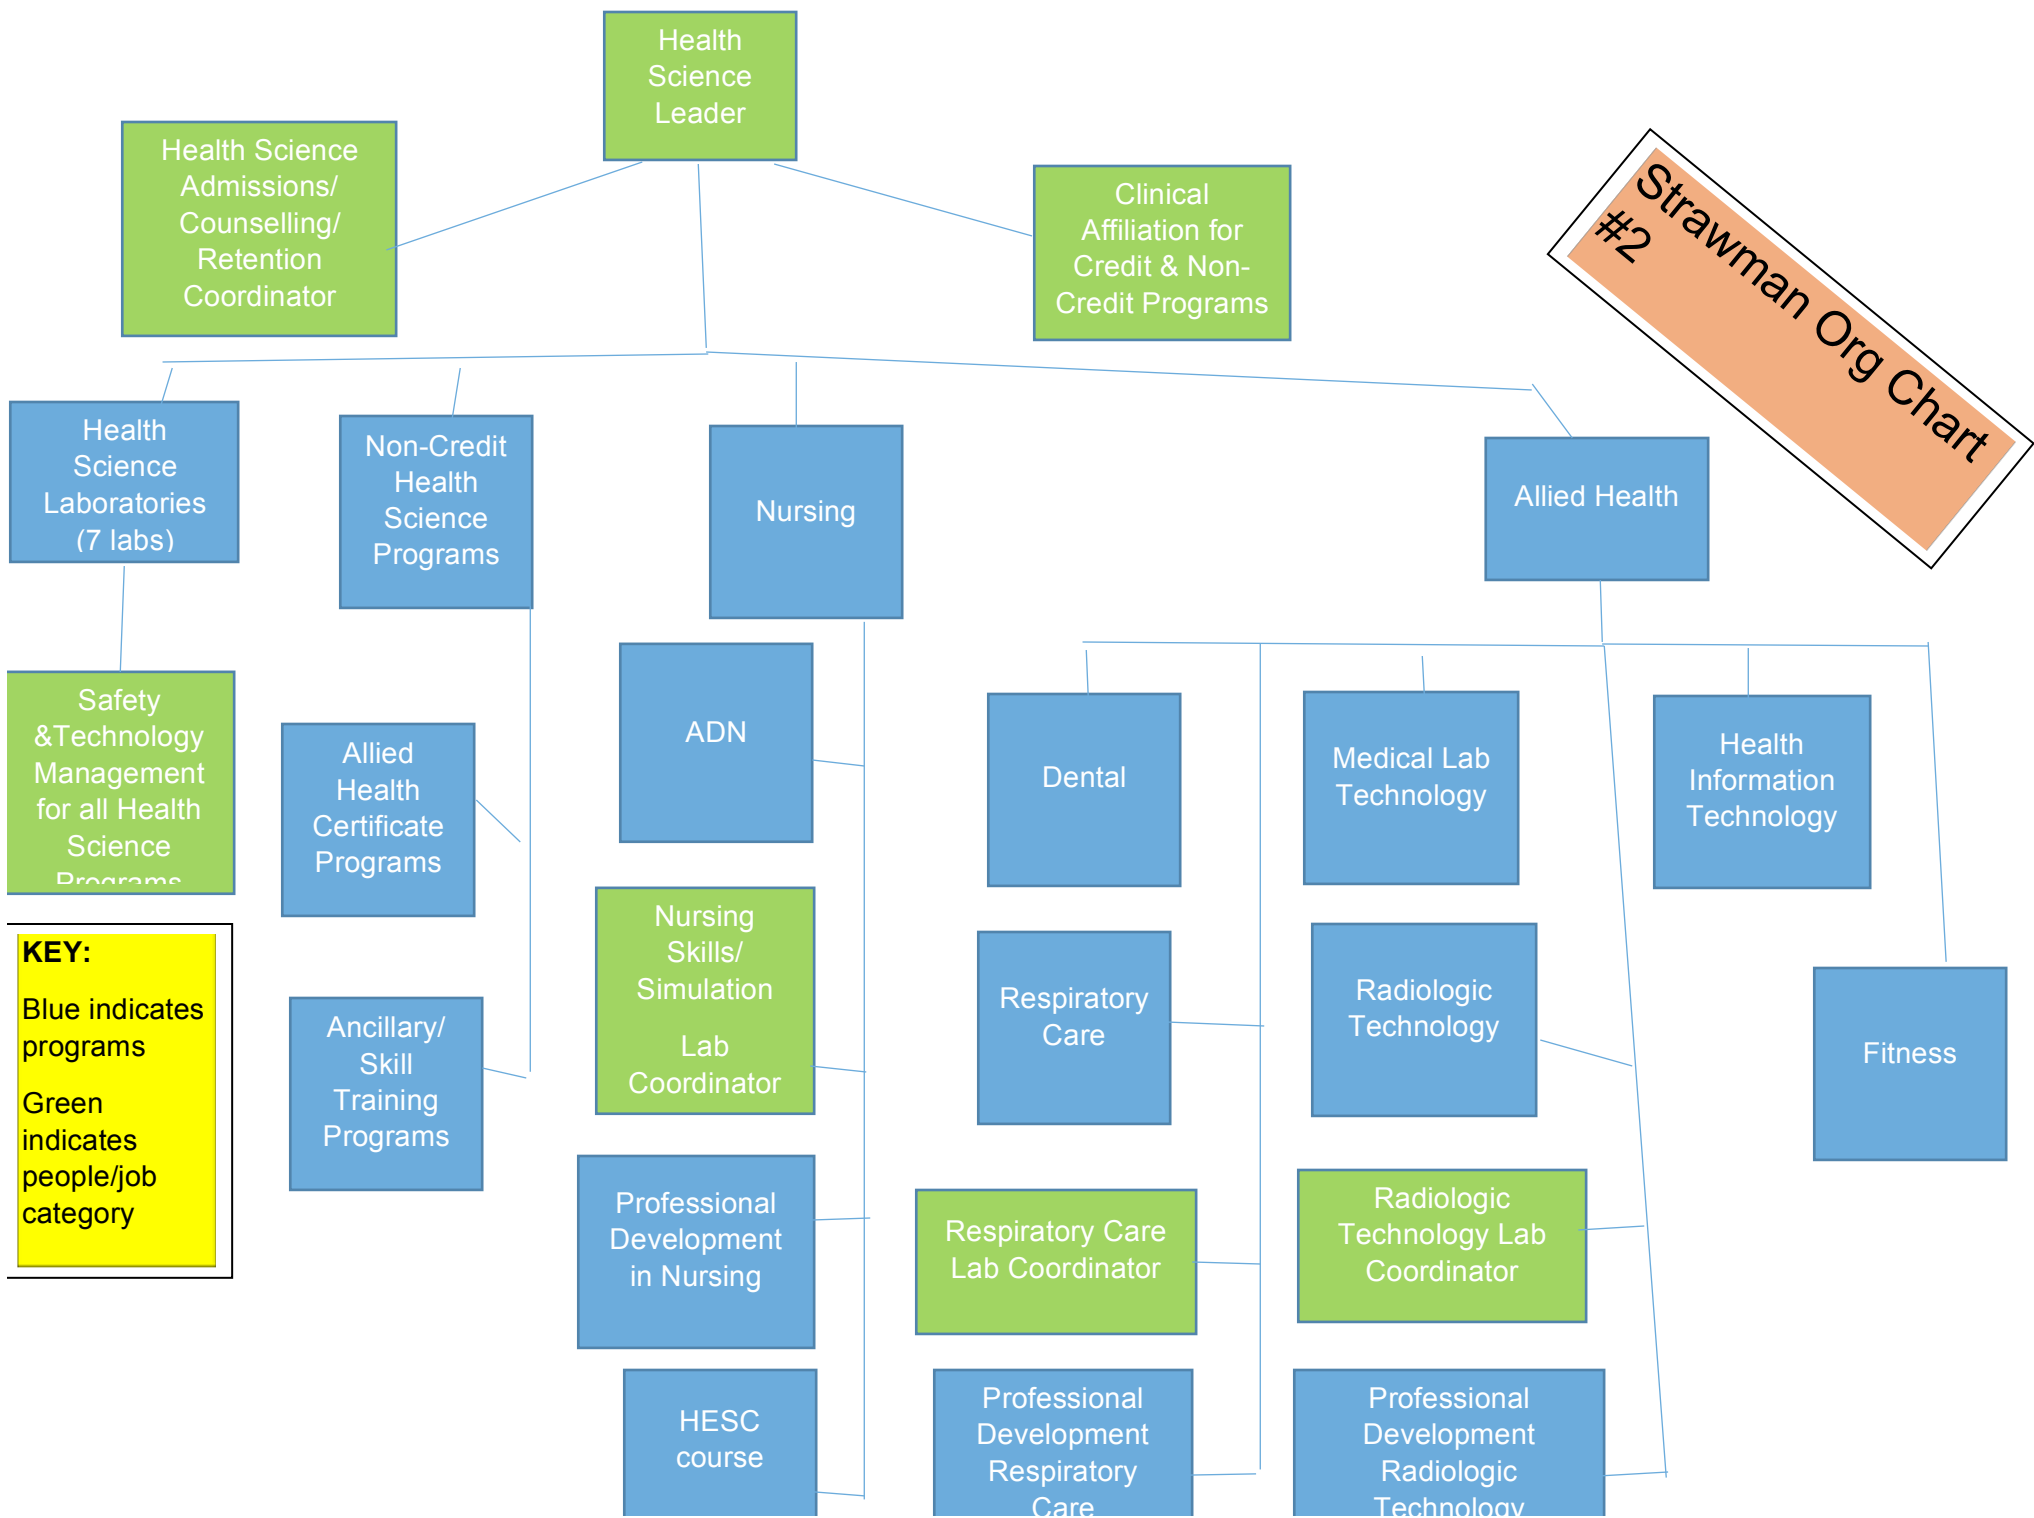 Health
Science
Leader
Health Science
Admissions/
Counselling/
Retention
Coordinator
Clinical
Affiliation for
Credit & Non-
Credit Programs
Strawman Org Chart
#2
Health
Science
Laboratories
(7 labs)
Non-Credit
Health
Science
Programs
Nursing
Allied Health
Safety
&Technology
Management
for all Health
Science
Programs
Allied
Health
Certificate
Programs
ADN
Dental
Medical Lab
Technology
Health
Information
Technology
KEY:
Blue indicates
programs
Green
indicates
people/job
category
Ancillary/
Skill
Training
Programs
Nursing
Skills/
Simulation
Lab
Coordinator
Respiratory
Care
Radiologic
Technology
Fitness
Professional
Development
in Nursing
Respiratory Care
Lab Coordinator
Radiologic
Technology Lab
Coordinator
HESC
course
Professional
Development
Respiratory
Care
Professional
Development
Radiologic
Technology